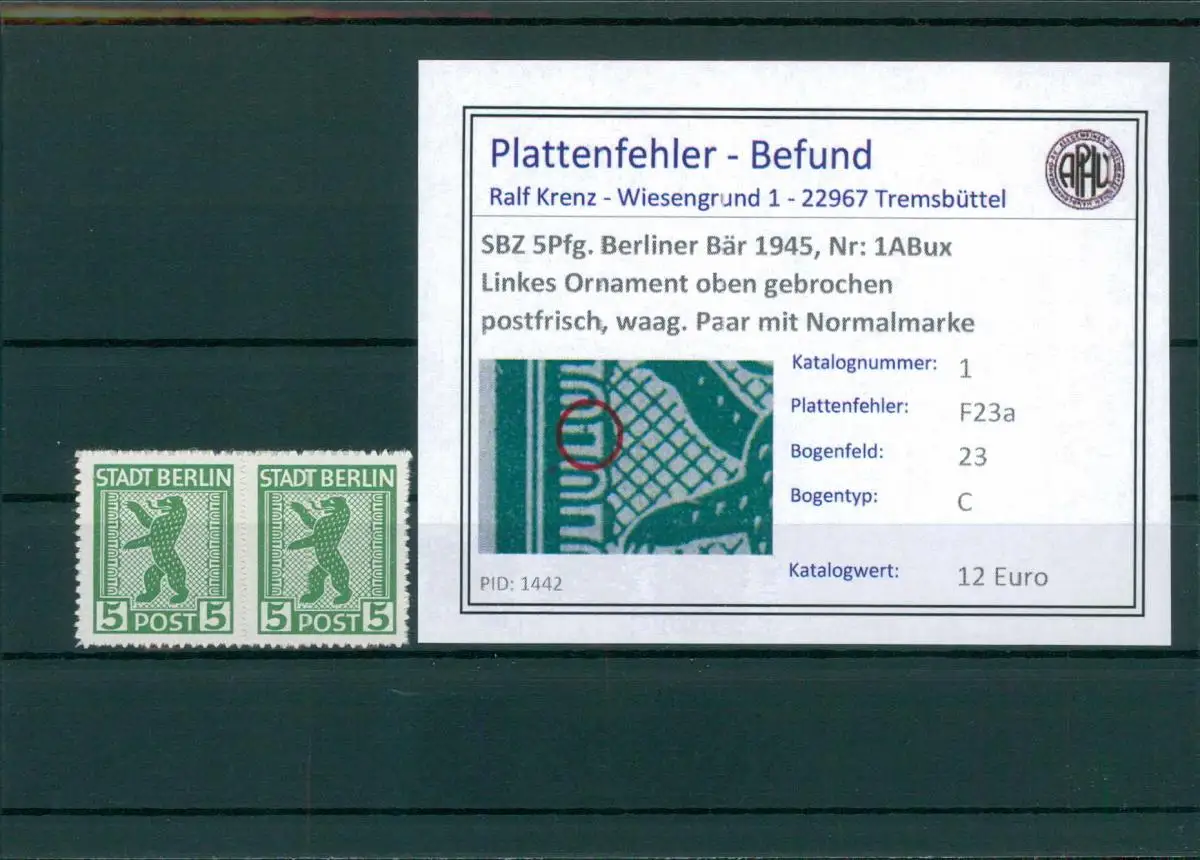 Plattenfehler - Befund
Ralf Krenz - Wiesengrund 1 - 22967 Tremsbüttel
APHV
SBZ 5Pfg. Berliner Bär 1945, Nr: 1ABux
Linkes Ornament oben gebrochen
postfrisch, waag. Paar mit Normalmarke
Katalognummer: 1
Plattenfehler: F23a
Bogenfeld: 23
Bogentyp: C
Katalogwert: 12 Euro
PID: 1442
STADT BERLIN STADT BERLIN
5 POST 5 5 POST 5